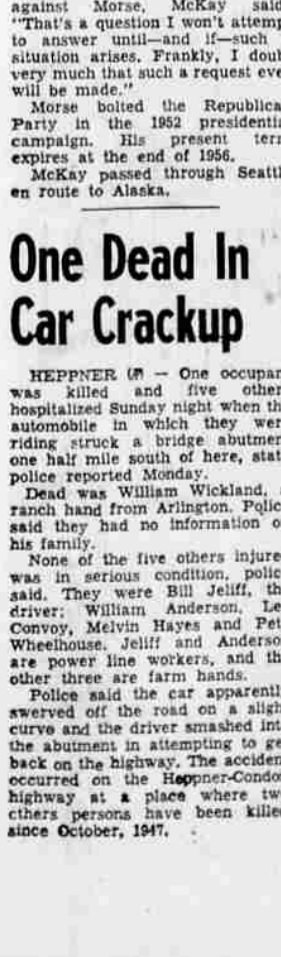 against Morse, McKay said
"That's a question I won't attemp
to answer until—and if—such
situation arises. Frankly, I doub
very much that such a request eve
will be made."
Morse bolted the Republica
Party in the 1952 presidentia
campaign. His present ter
expires at the end of 1956.
McKay passed through Seattl
en route to Alaska.
One Dead In
Car Crackup
HEPPNER (UP) — One occupan
was killed and five other
hospitalized Sunday night when th
automobile in which they wer
riding struck a bridge abutmen
one half mile south of here, stat
police reported Monday.
Dead was William Wickland,
ranch hand from Arlington. Polic
said they had no information o
his family.
None of the five others injure
was in serious condition, polic
said. They were Bill Jeliff, th
driver; William Anderson, Le
Convoy, Melvin Hayes and Pet
Wheelhouse. Jeliff and Anderso
are power line workers, and th
other three are farm hands.
Police said the car apparentl
swerved off the road on a sligh
curve and the driver smashed int
the abutment in attempting to ge
back on the highway. The acciden
occurred on the Heppner-Condo
highway at a place where tw
cthers persons have been kille
since October, 1947.